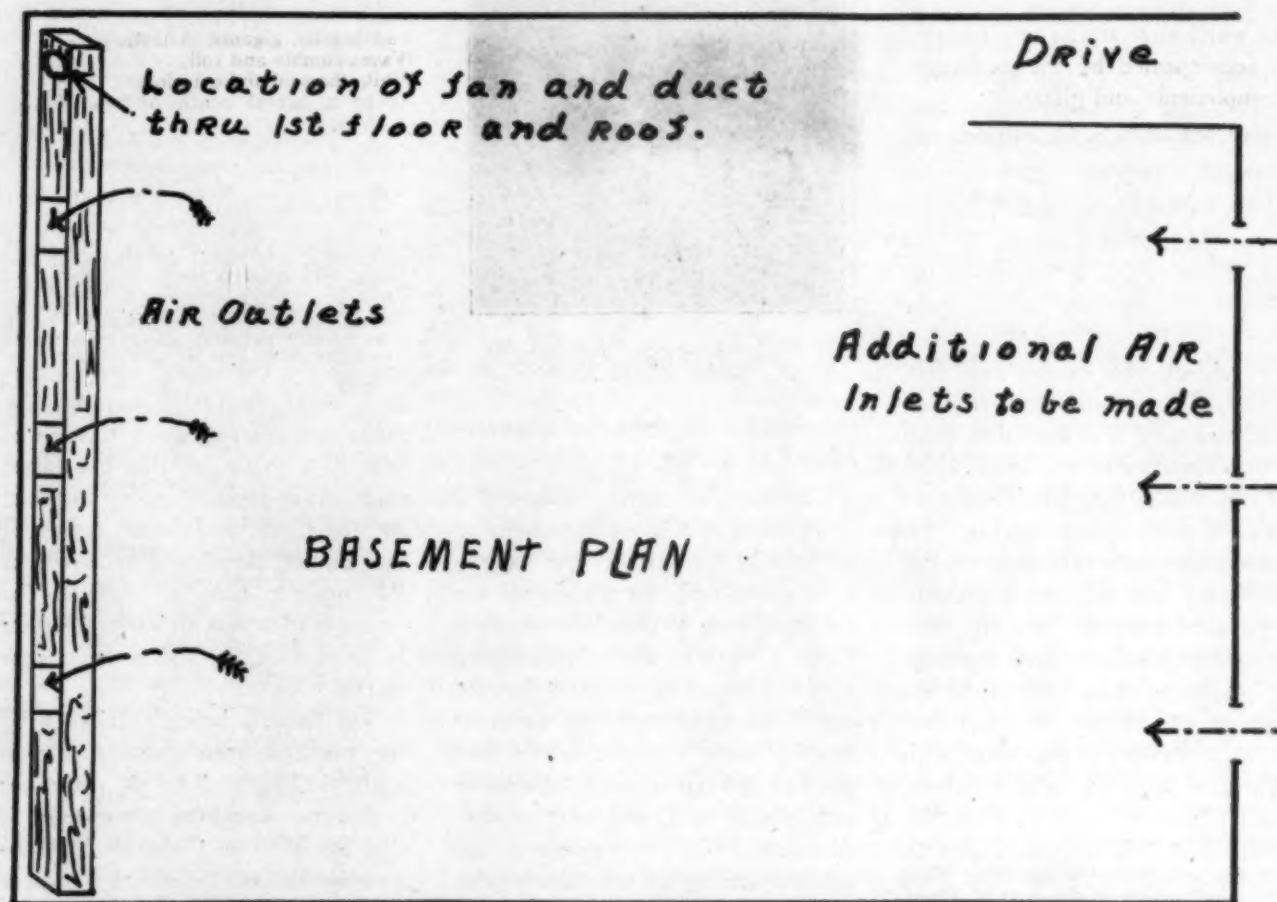 Drive
Location of fan and duct
thru 1st floor and roof.
Air Outlets
Additional Air
Inlets to be made
BASEMENT PLAN